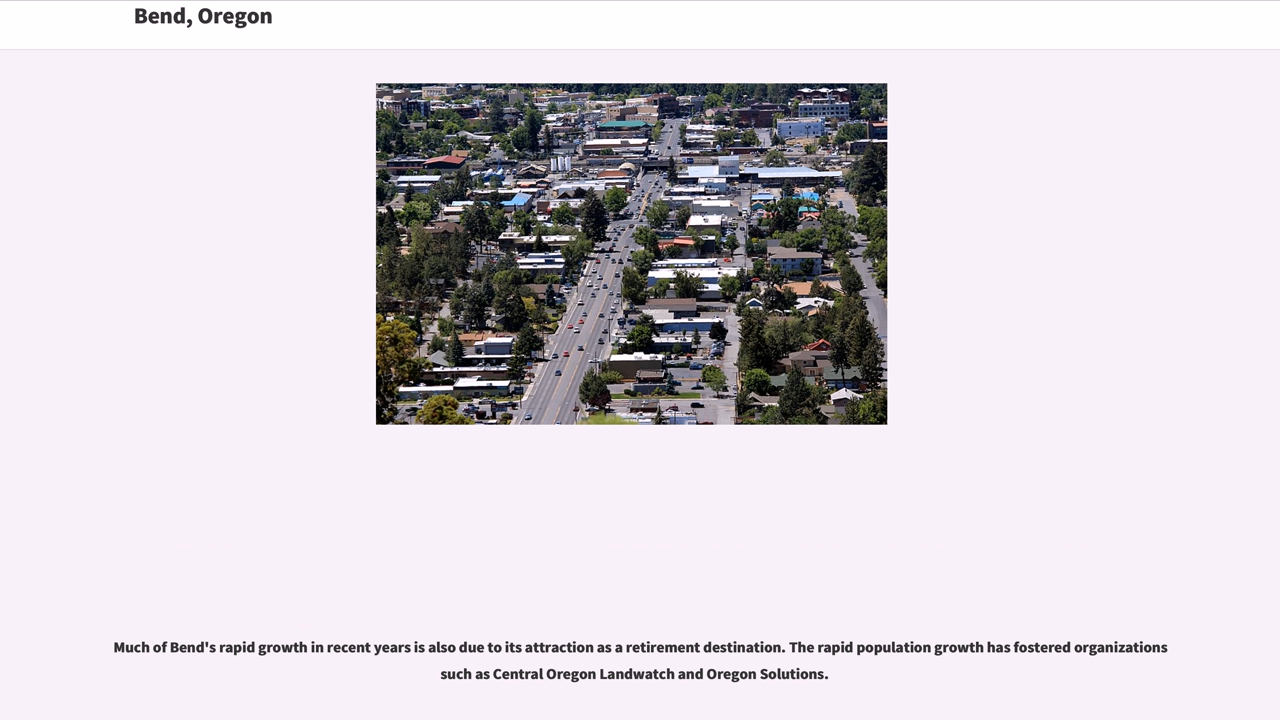 Bend, Oregon
Much of Bend's rapid growth in recent years is also due to its attraction as a retirement destination. The rapid population growth has fostered organizations
such as Central Oregon Landwatch and Oregon Solutions.